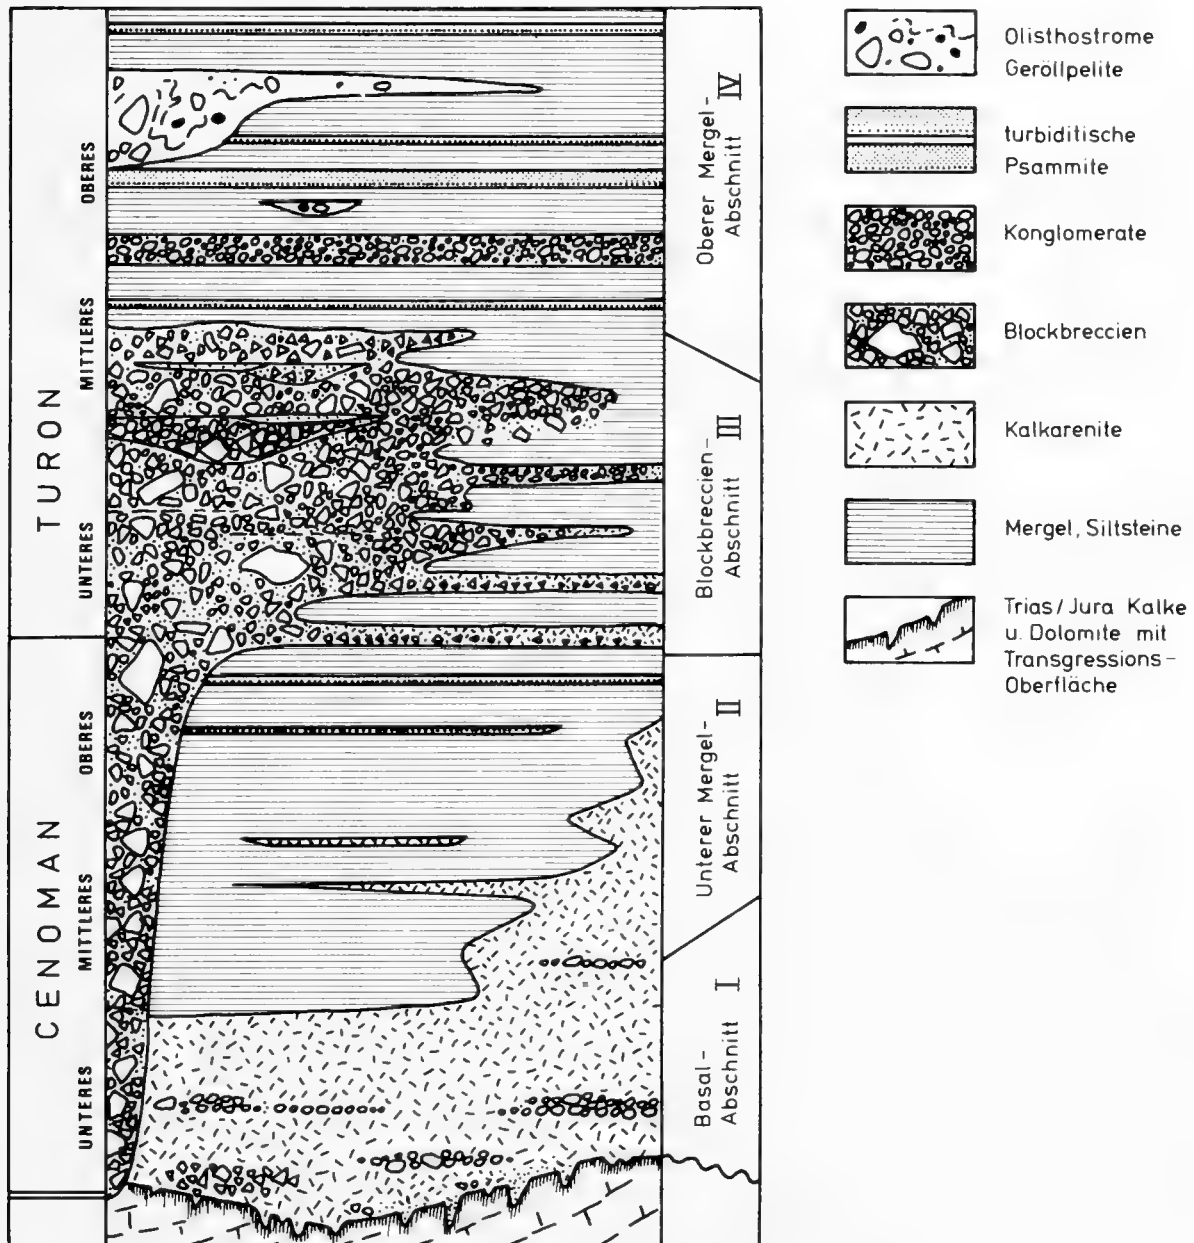 TURON
OBERES
MITTLERES
UNTERES
CENOMAN
OBERES
MITTLERES
UNTERES
Oberer Mergel-
Abschnitt IV
Blockbreccien-
Abschnitt III
Unterer Mergel-
Abschnitt II
Basal-
Abschnitt I
Olisthostrome
Geröllpelite
turbiditische
Psammite
Konglomerate
Blockbreccien
Kalkarenite
Mergel, Siltsteine
Trias/Jura Kalke
u. Dolomite mit
Transgressions-
Oberfläche